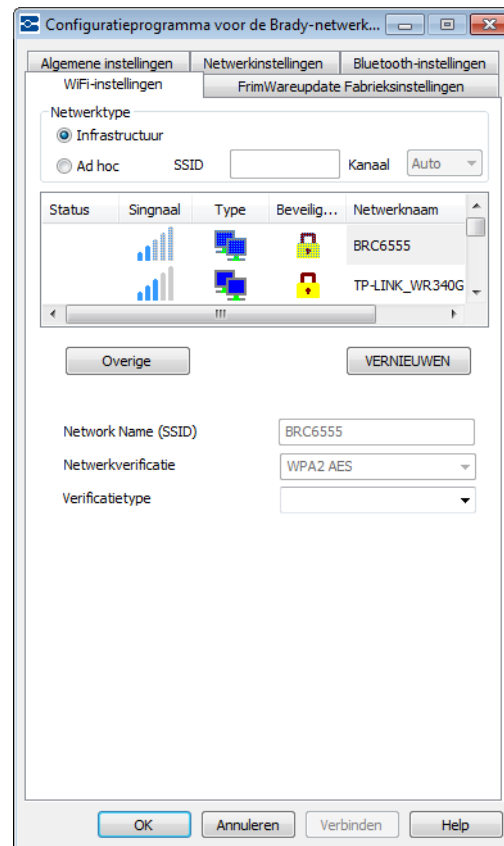 Configuratieprogramma voor de Brady-netwerk...
Algemene instellingen Netwerkinstellingen Bluetooth-instellingen
WiFi-instellingen FrimWareupdate Fabrieksinstellingen
Netwerktype
Infrastructuur
Ad hoc SSID Kanaal Auto
Status Singnaal Type Beveilig... Netwerknaam
BRC6555
TP-LINK_WR340G
Overige VERNIEUWEN
Network Name (SSID) BRC6555
Netwerkverificatie WPA2 AES
Verificatietype
OK Annuleren Verbinden Help